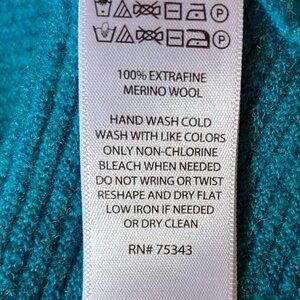 100% EXTRAFINE
MERINO WOOL
HAND WASH COLD
WASH WITH LIKE COLORS
ONLY NON-CHLORINE
BLEACH WHEN NEEDED
DO NOT WRING OR TWIST
RESHAPE AND DRY FLAT
LOW IRON IF NEEDED
OR DRY CLEAN
RN# 75343